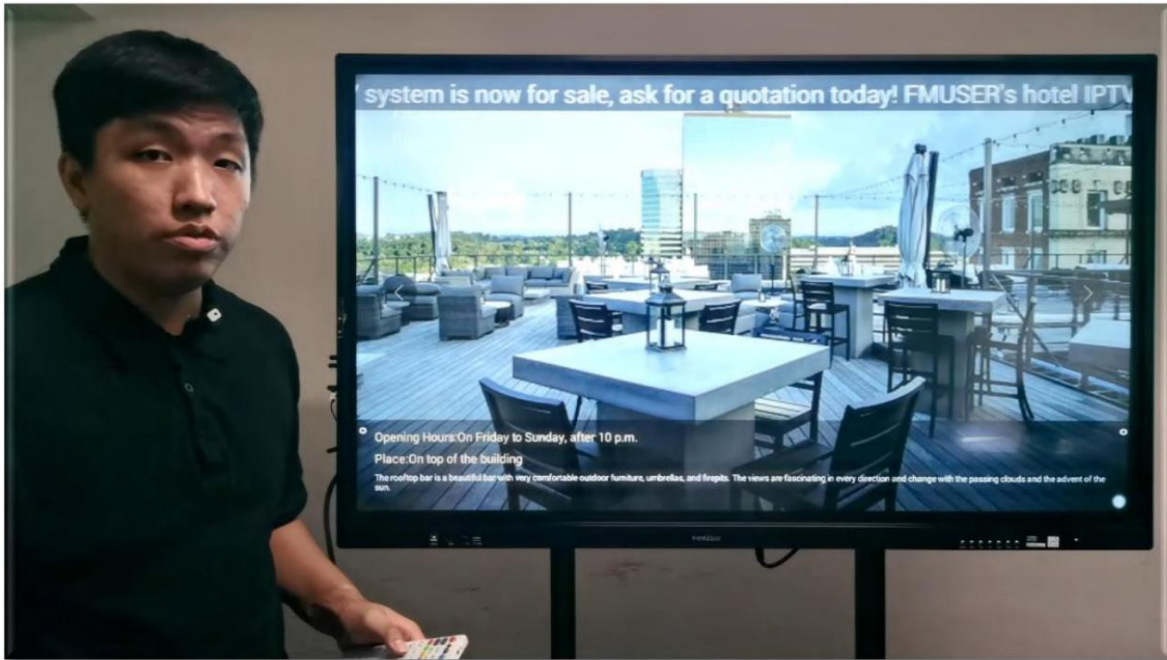 system is now for sale, ask for a quotation today! FMUSER's hotel IPTV
Opening Hours:On Friday to Sunday, after 10 p.m.
Place:On top of the building
The rooftop bar is a beautiful bar with very comfortable outdoor furniture, umbrellas, and firepits. The views are fascinating in every direction and change with the passing clouds and the advent of the
sun.